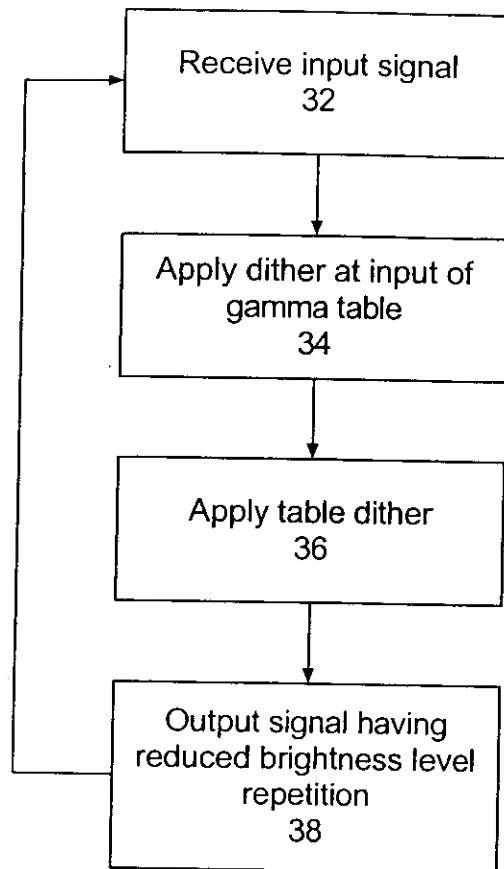 Receive input signal
32
Apply dither at input of
gamma table
34
Apply table dither
36
Output signal having
reduced brightness level
repetition
38